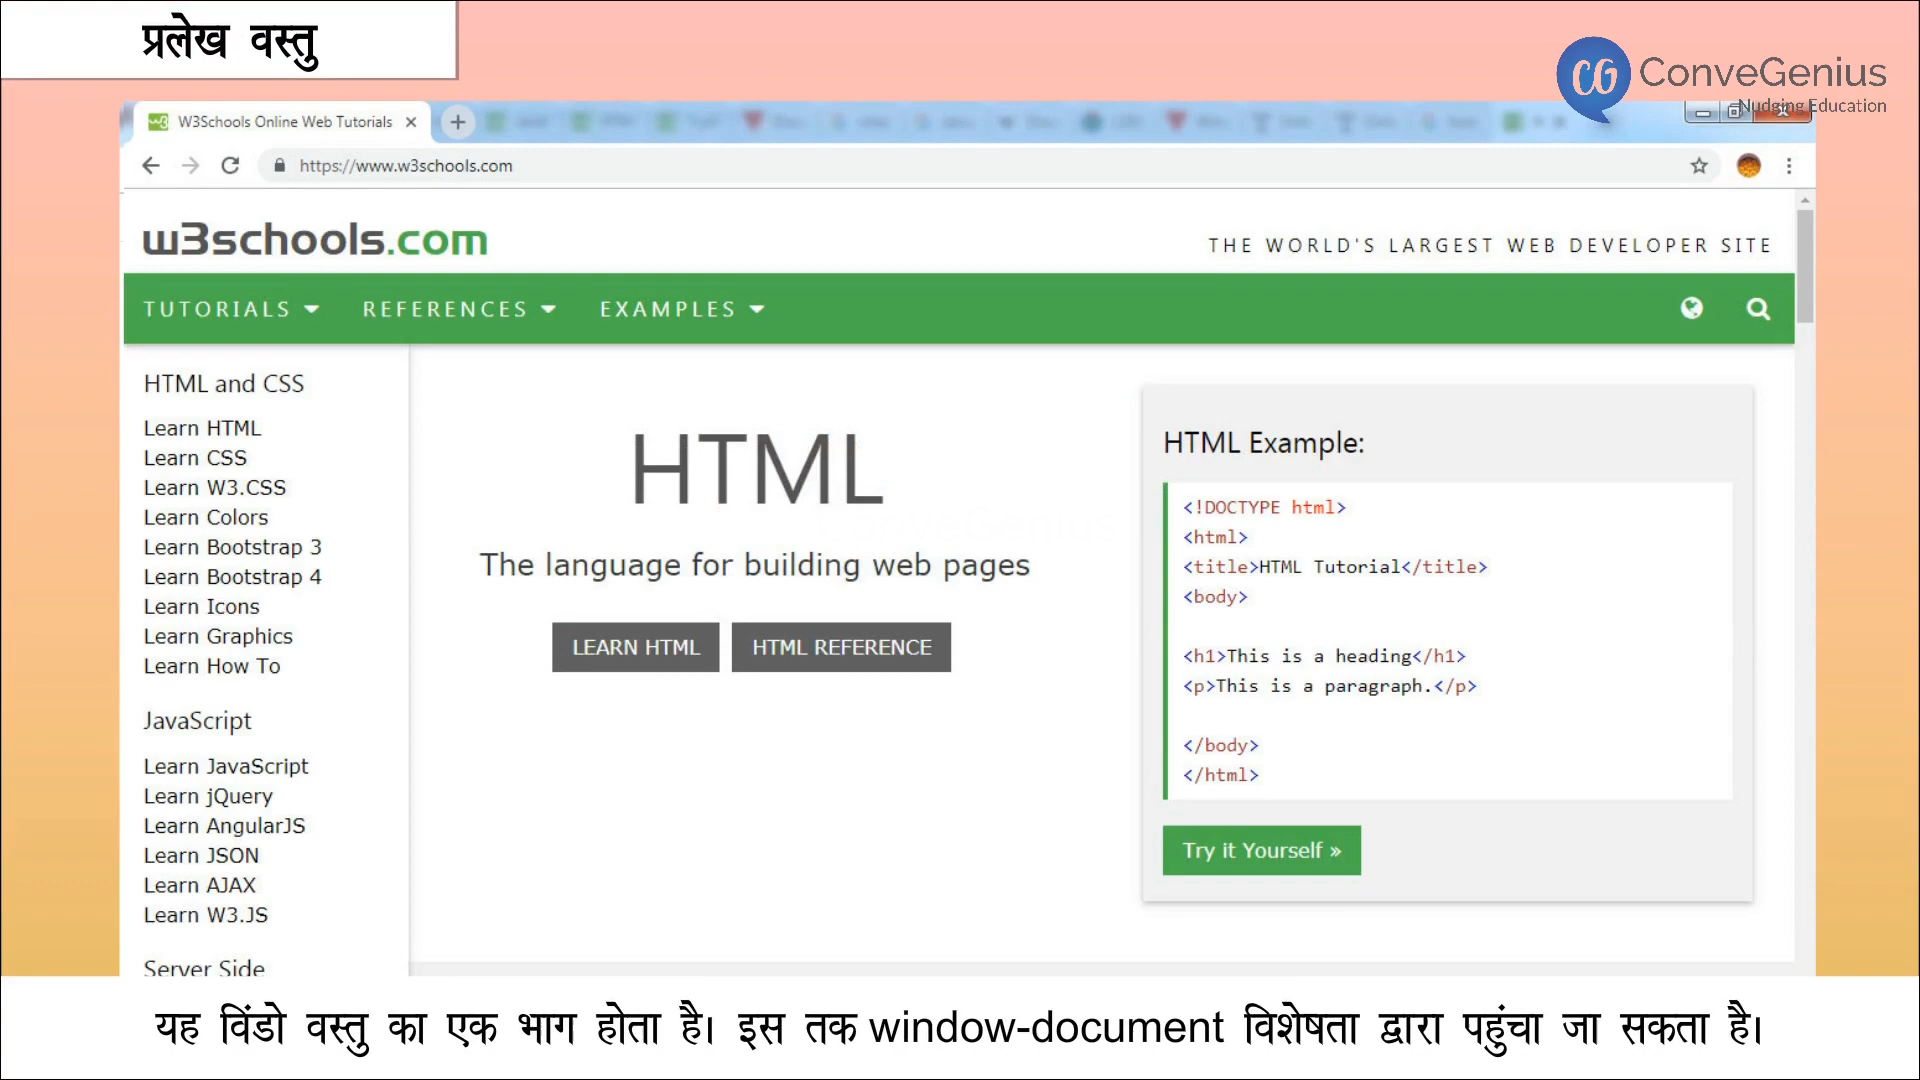 प्रलेख वस्तु
ConveGenius
Nudging Education
W3Schools Online Web Tutorials
https://www.w3schools.com
w3schools.com
THE WORLD'S LARGEST WEB DEVELOPER SITE
TUTORIALS REFERENCES EXAMPLES
HTML and CSS
Learn HTML
Learn CSS
Learn W3.CSS
Learn Colors
Learn Bootstrap 3
Learn Bootstrap 4
Learn Icons
Learn Graphics
Learn How To
JavaScript
Learn JavaScript
Learn jQuery
Learn AngularJS
Learn JSON
Learn AJAX
Learn W3.JS
Server Side
HTML
The language for building web pages
LEARN HTML HTML REFERENCE
HTML Example:
<!DOCTYPE html>
<html>
<title>HTML Tutorial</title>
<body>
<h1>This is a heading</h1>
<p>This is a paragraph.</p>
</body>
</html>
Try it Yourself »
यह विंडो वस्तु का एक भाग होता है। इस तक window-document विशेषता द्वारा पहुंचा जा सकता है।